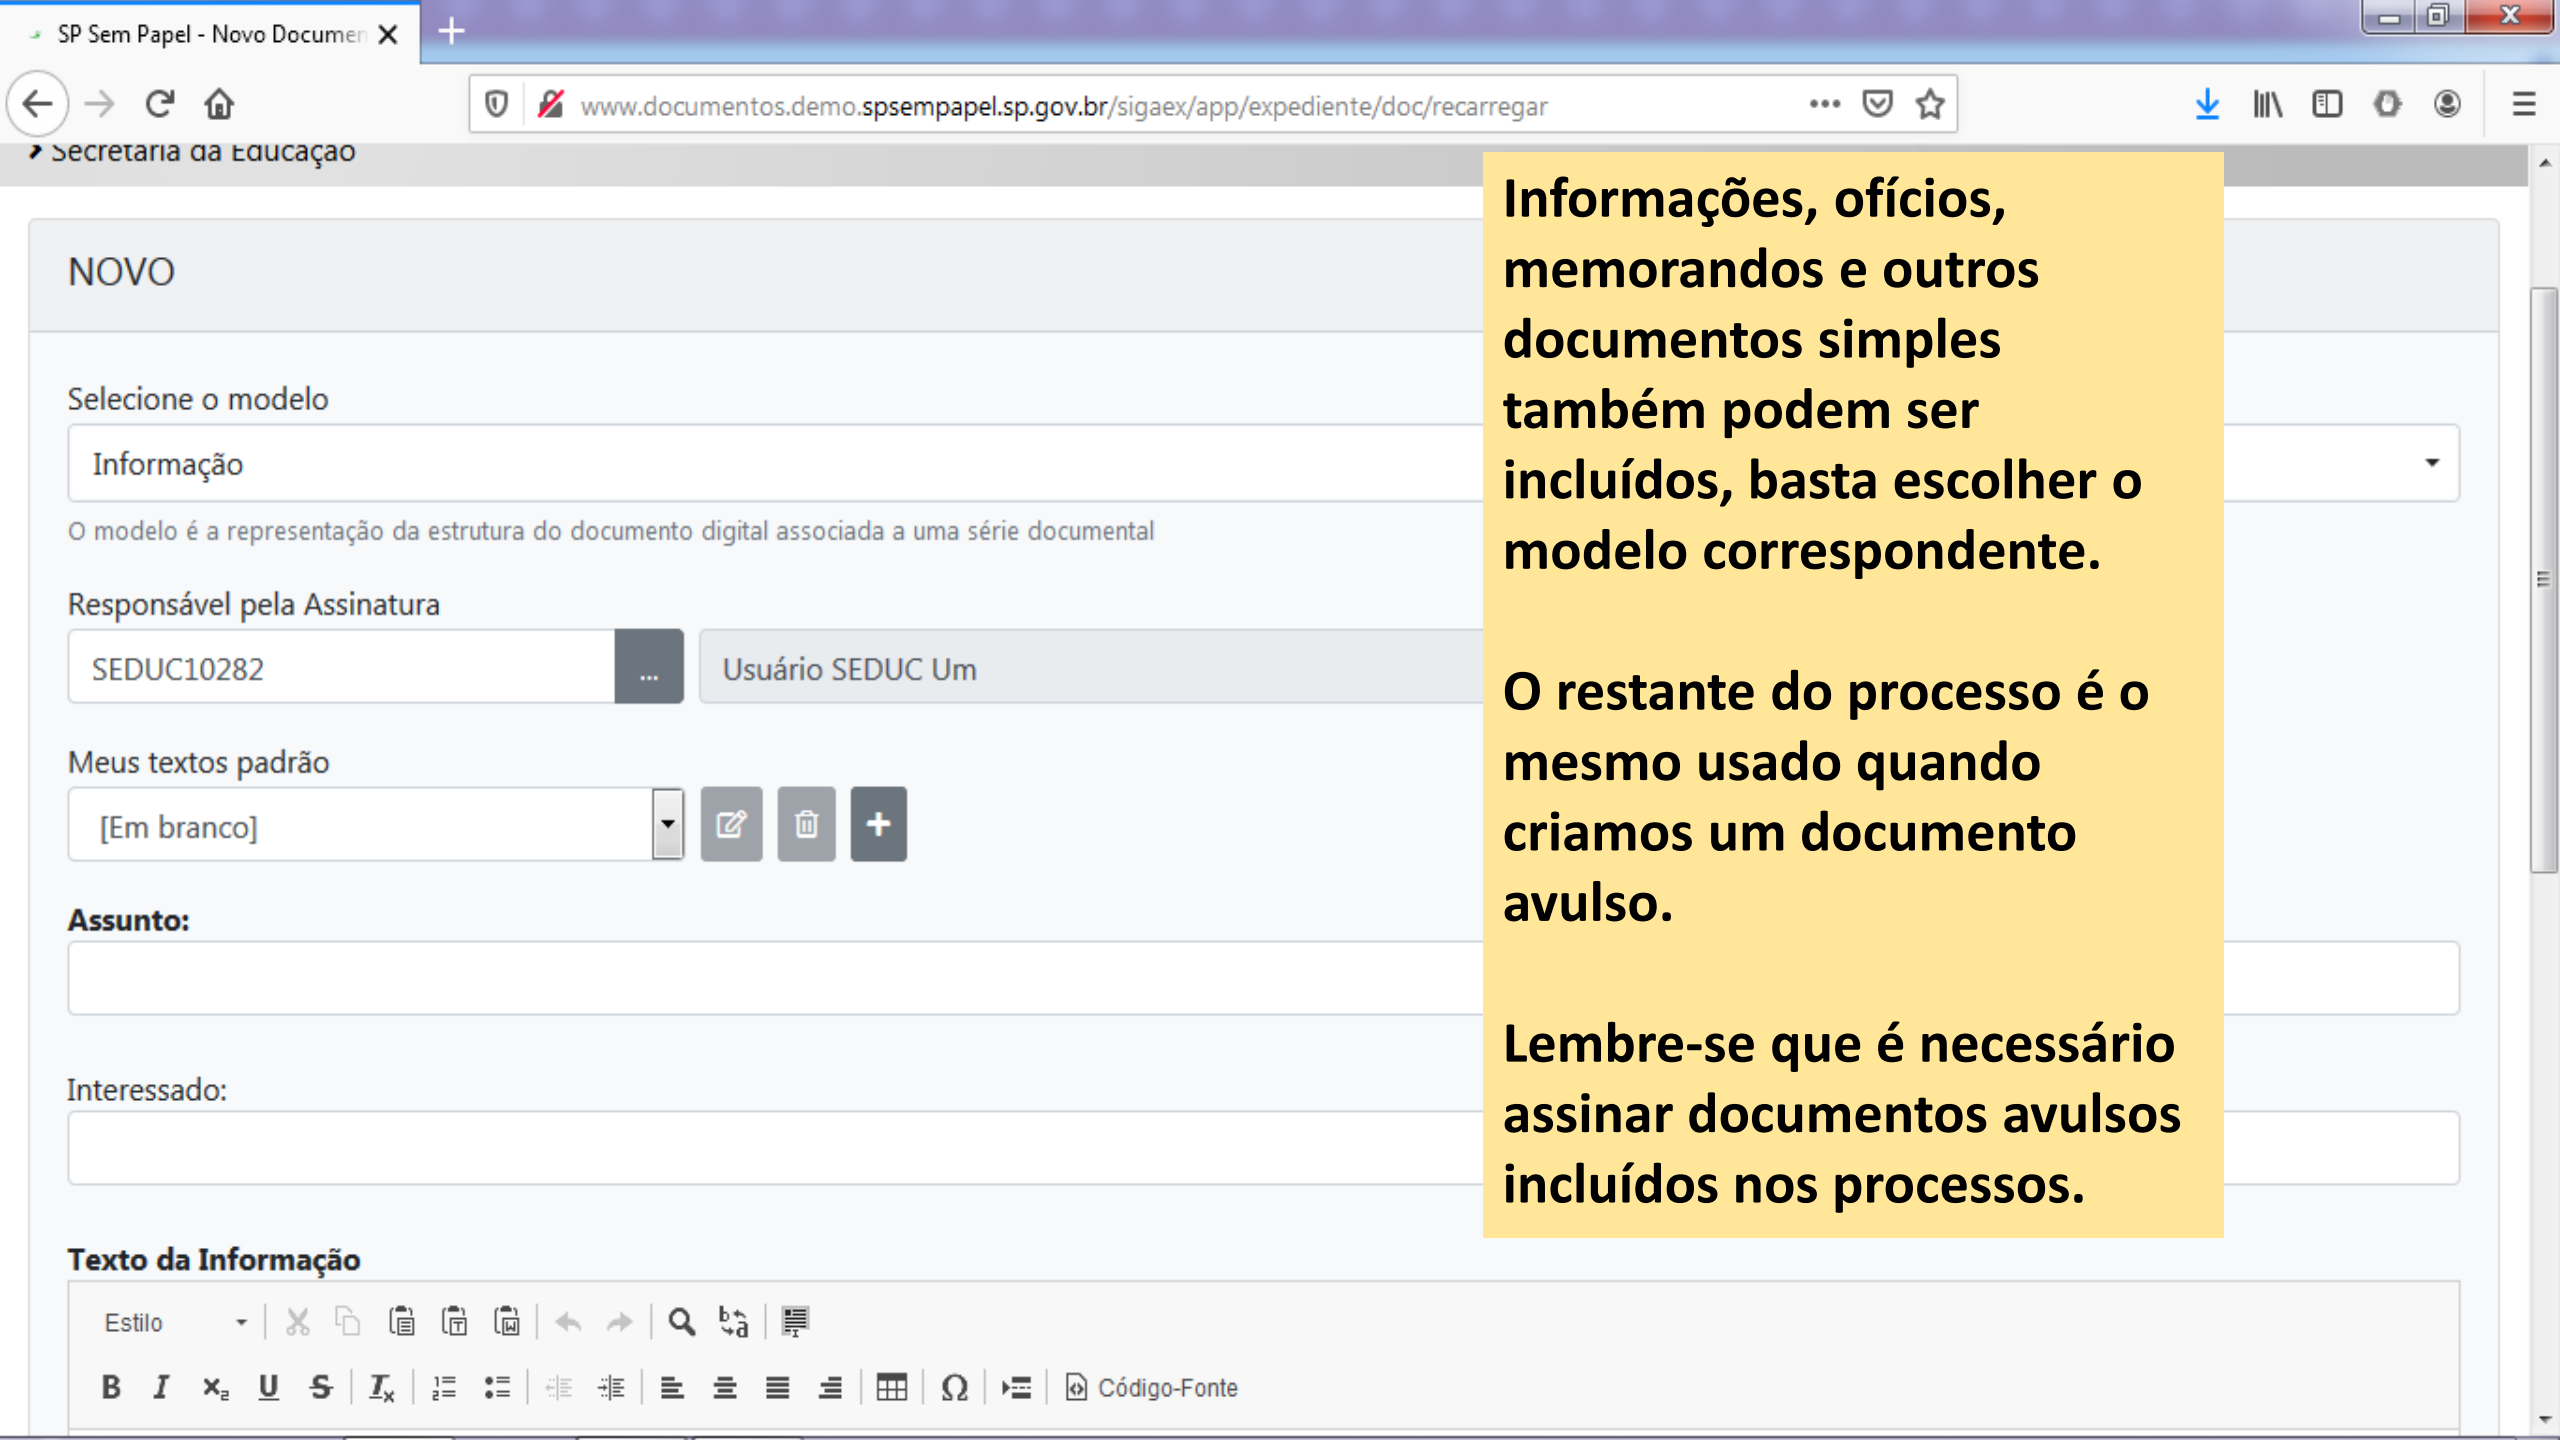 SP Sem Papel - Novo Documen
www.documentos.demo.spsempapel.sp.gov.br/sigaex/app/expediente/doc/recarregar
Secretaria da Educação
NOVO
Selecione o modelo
Informação
O modelo é a representação da estrutura do documento digital associada a uma série documental
Responsável pela Assinatura
SEDUC10282
...
Usuário SEDUC Um
Meus textos padrão
[Em branco]
Assunto:
Interessado:
Texto da Informação
Estilo
Código-Fonte
Informações, ofícios,
memorandos e outros
documentos simples
também podem ser
incluídos, basta escolher o
modelo correspondente.
O restante do processo é o
mesmo usado quando
criamos um documento
avulso.
Lembre-se que é necessário
assinar documentos avulsos
incluídos nos processos.